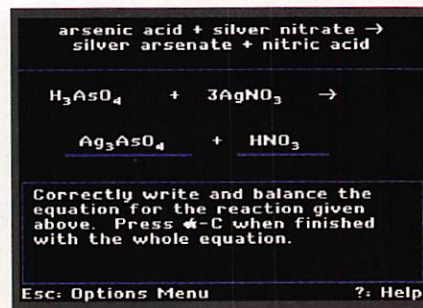 arsenic acid + silver nitrate →
silver arsenate + nitric acid
H₃AsO₄ + 3AgNO₃ →
Ag₃AsO₄ + HNO₃
Correctly write and balance the
equation for the reaction given
above. Press -C when finished
with the whole equation.
Esc: Options Menu ?: Help